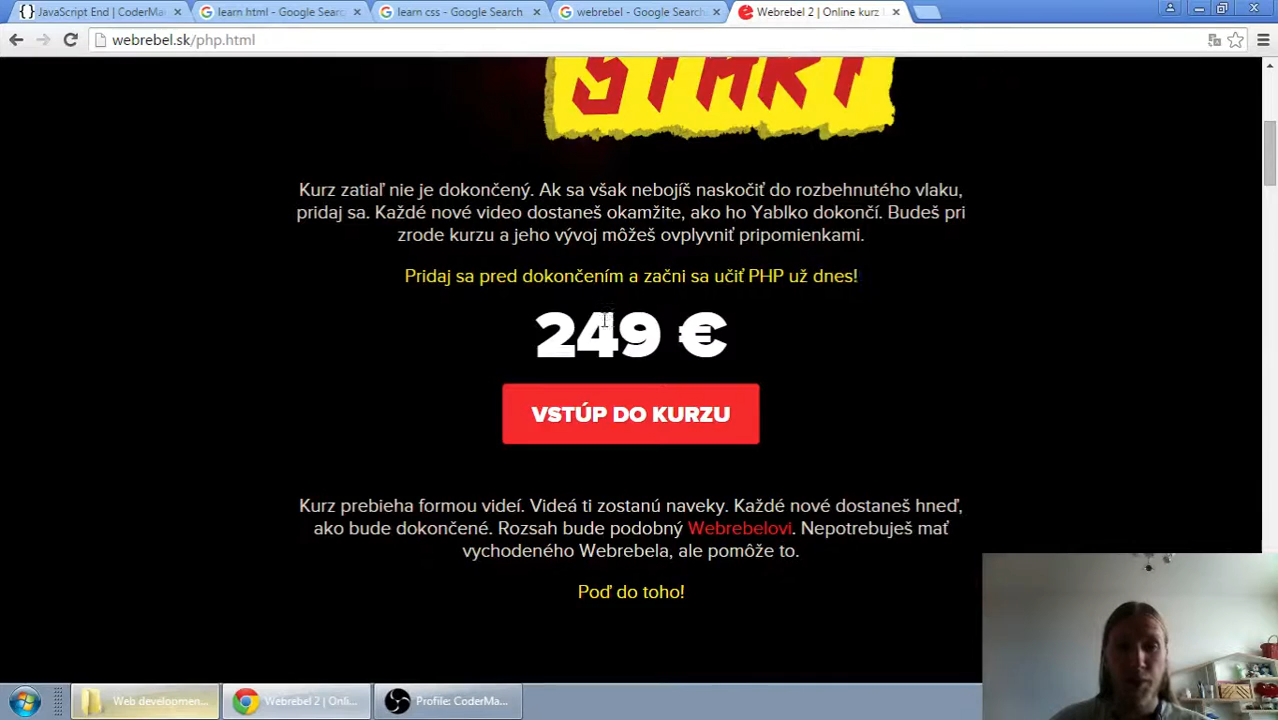 {} JavaScript End | CoderMa
learn html - Google Searc
learn css - Google Search
webrebel - Google Search
Webrebel 2 | Online kurz
webrebel.sk/php.html
START
Kurz zatiaľ nie je dokončený. Ak sa však nebojíš naskočiť do rozbehnutého vlaku,
pridaj sa. Každé nové video dostaneš okamžite, ako ho Yablko dokončí. Budeš pri
zrode kurzu a jeho vývoj môžeš ovplyvniť pripomienkami.
Pridaj sa pred dokončením a začni sa učiť PHP už dnes!
249 €
VSTÚP DO KURZU
Kurz prebieha formou videí. Videá ti zostanú naveky. Každé nové dostaneš hneď,
ako bude dokončené. Rozsah bude podobný Webrebelovi. Nepotrebuješ mať
vychodeného Webrebela, ale pomôže to.
Poď do toho!
Web developmen...
Webrebel 2 | Onli...
Profile: CoderMa...